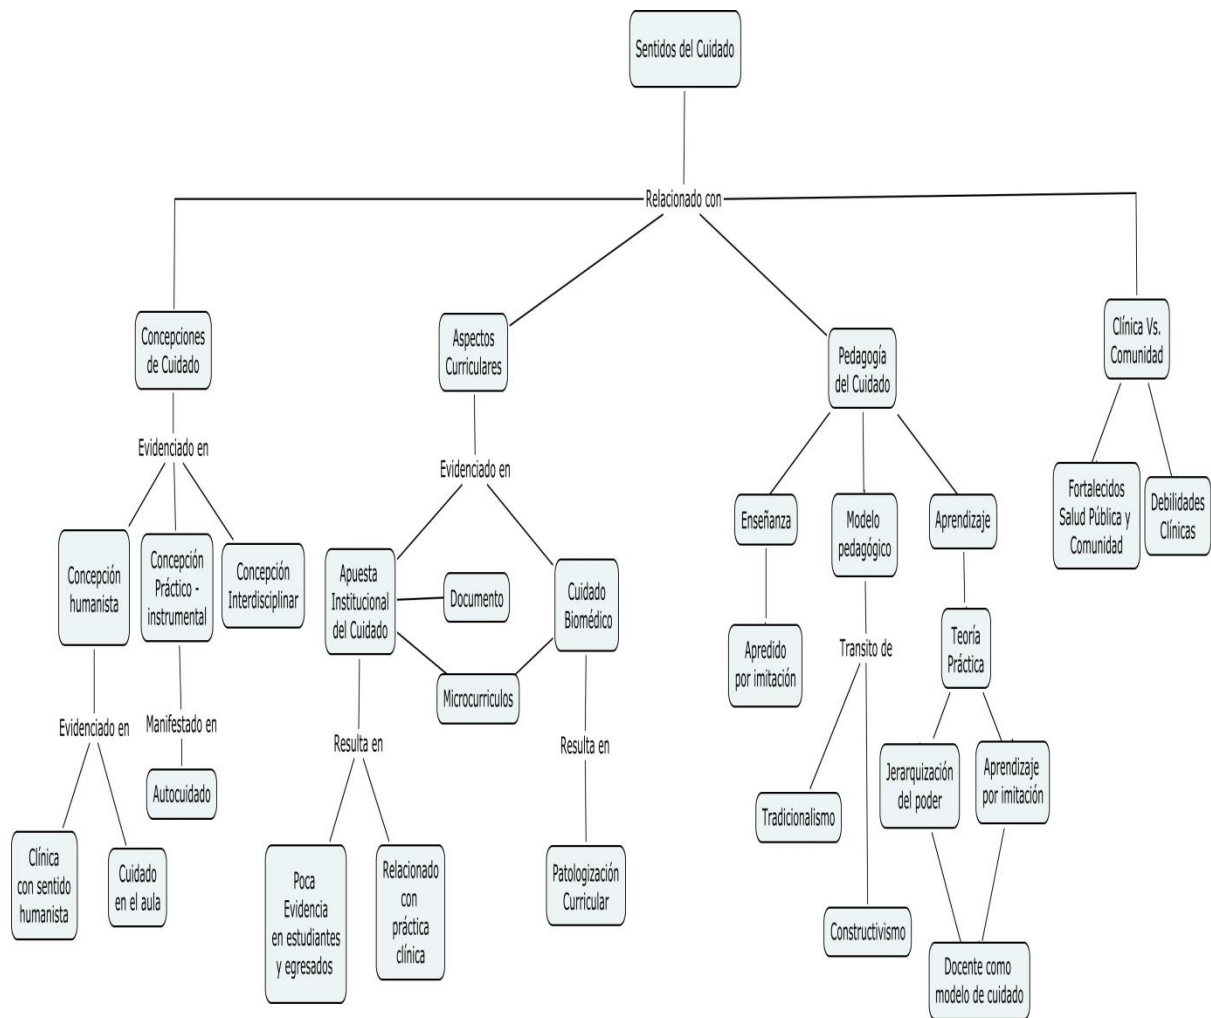 Sentidos del Cuidado
Relacionado con
Concepciones
de Cuidado
Aspectos
Curriculares
Pedagogía
del Cuidado
Clínica Vs.
Comunidad
Evidenciado en
Evidenciado en
Fortalecidos
Salud Pública y
Comunidad
Debilidades
Clínicas
Enseñanza
Modelo
pedagógico
Aprendizaje
Concepción
humanista
Concepción
Práctico -
instrumental
Concepción
Interdisciplinar
Apuesta
Institucional
del Cuidado
Documento
Cuidado
Biomédico
Microcurriculos
Apredido
por imitación
Transito de
Teoría
Práctica
Evidenciado en
Manifestado en
Resulta en
Resulta en
Autocuidado
Tradicionalismo
Jerarquización
del poder
Aprendizaje
por imitación
Clínica
con sentido
humanista
Cuidado
en el aula
Poca
Evidencia
en estudiantes
y egresados
Relacionado
con
práctica
clínica
Patologización
Curricular
Constructivismo
Docente como
modelo de cuidado